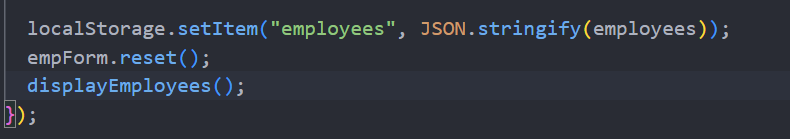 localStorage.setItem("employees", JSON.stringify(employees));
empForm.reset();
displayEmployees();
});